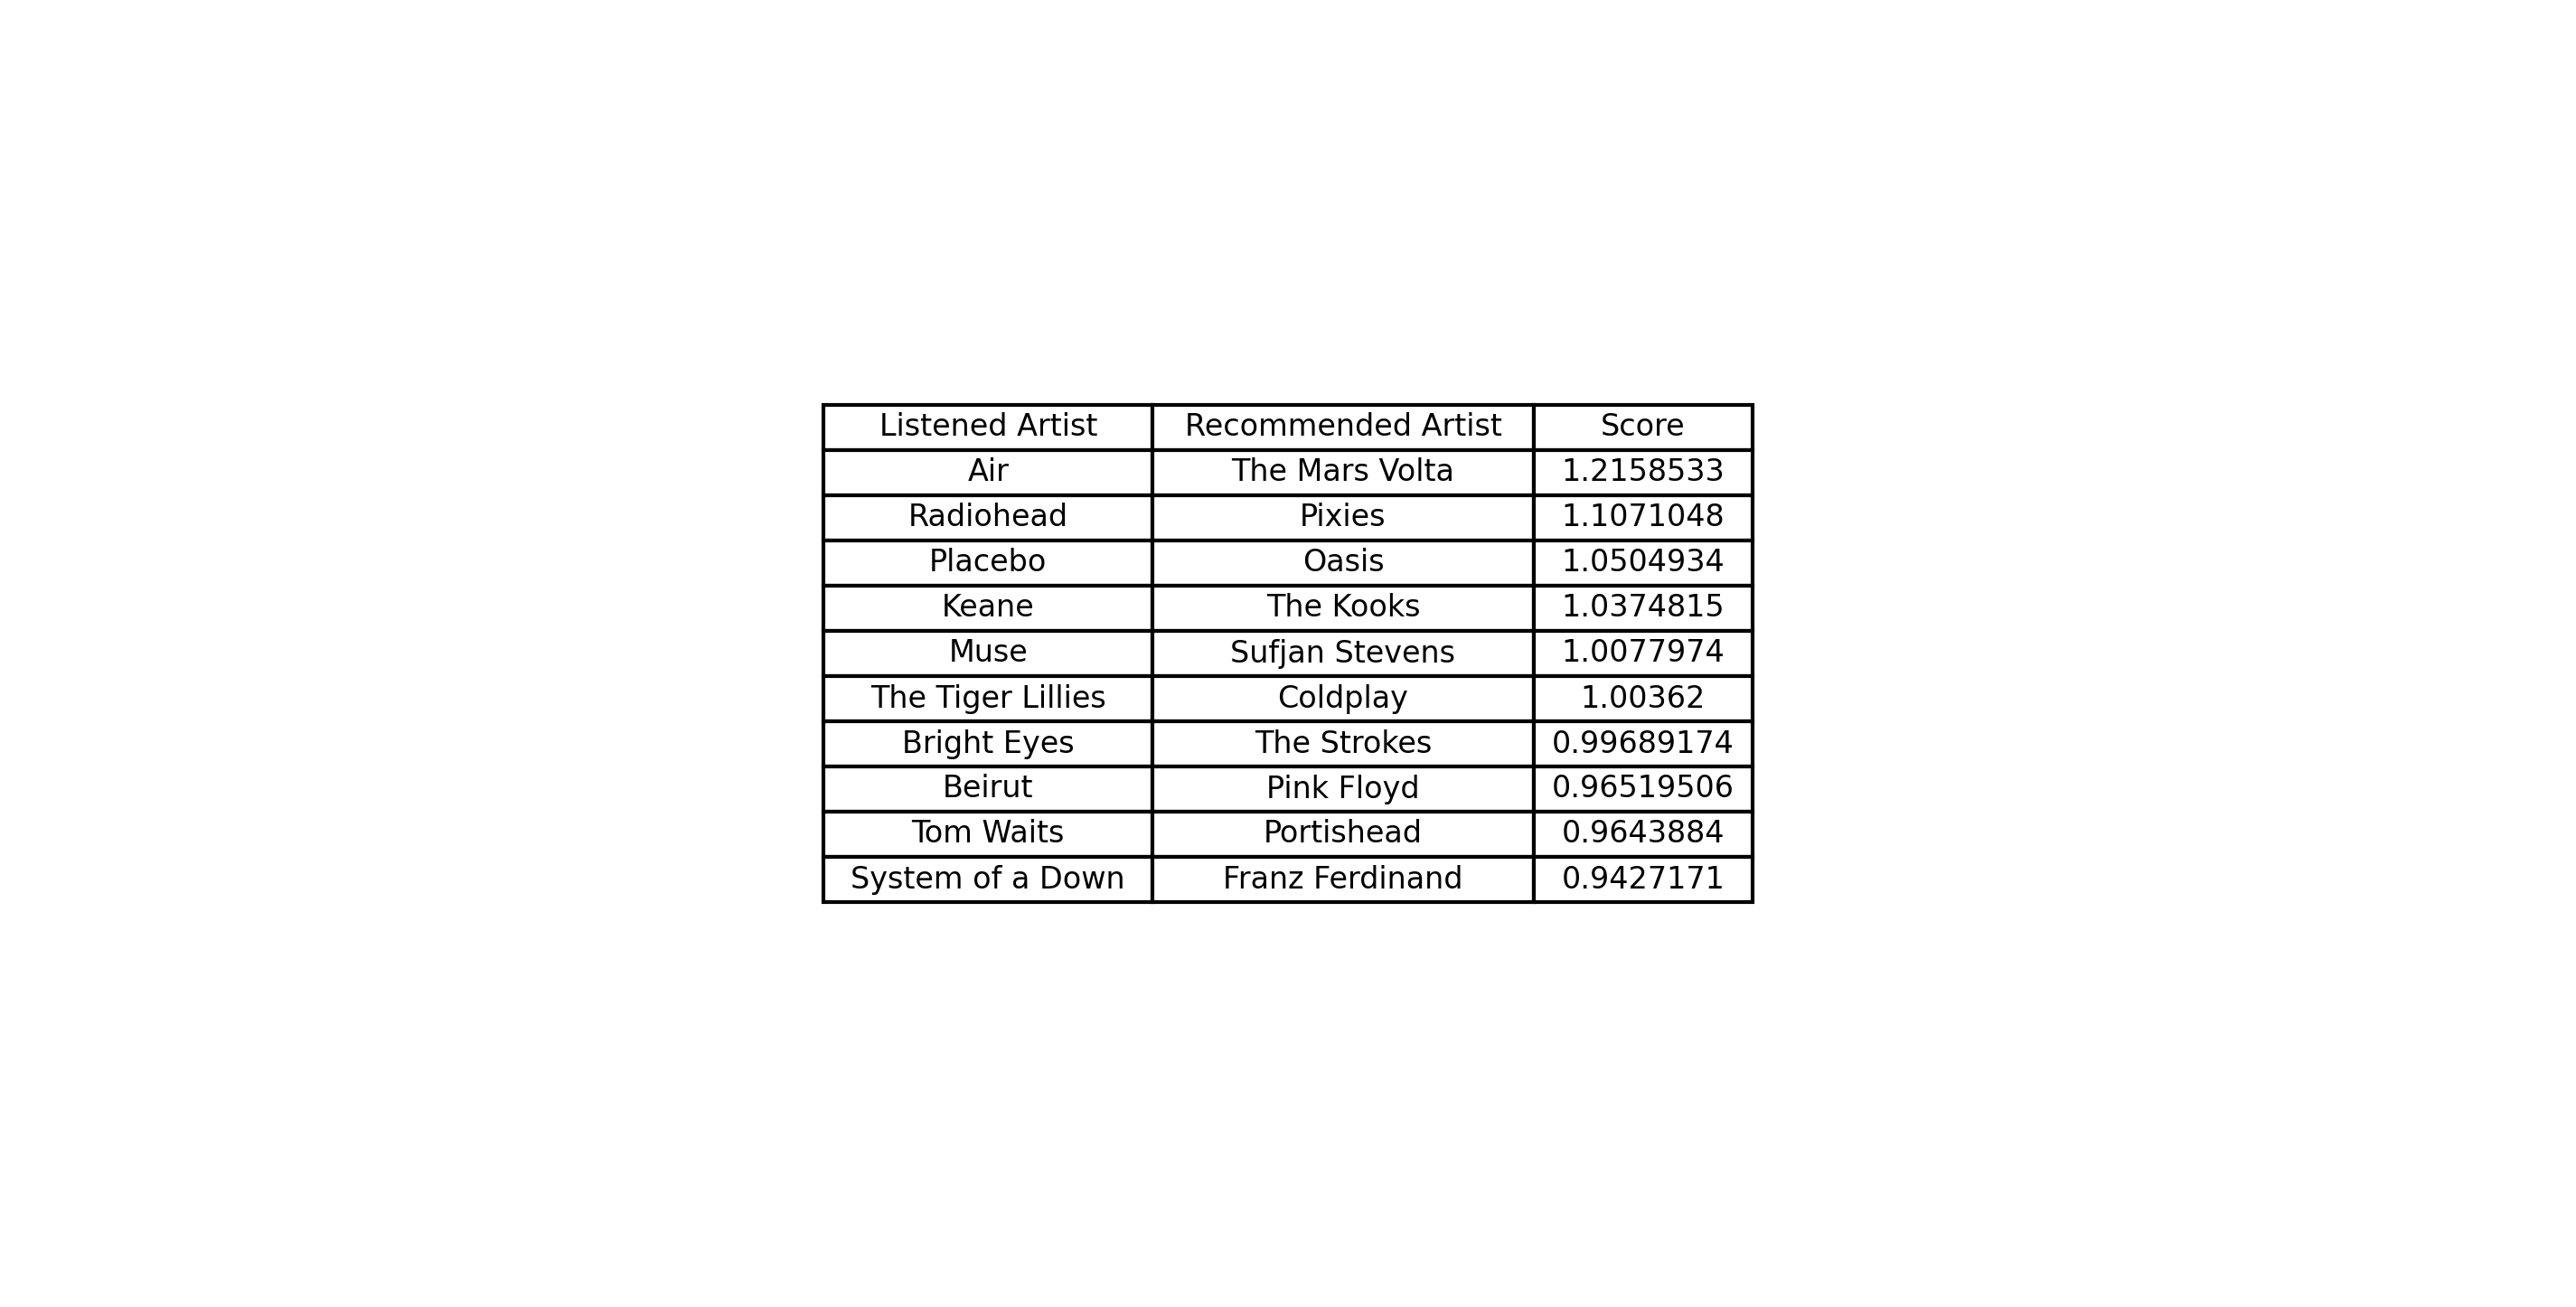 Listened Artist Recommended Artist Score
Air The Mars Volta 1.2158533
Radiohead Pixies 1.1071048
Placebo Oasis 1.0504934
Keane The Kooks 1.0374815
Muse Sufjan Stevens 1.0077974
The Tiger Lillies Coldplay 1.00362
Bright Eyes The Strokes 0.99689174
Beirut Pink Floyd 0.96519506
Tom Waits Portishead 0.9643884
System of a Down Franz Ferdinand 0.9427171